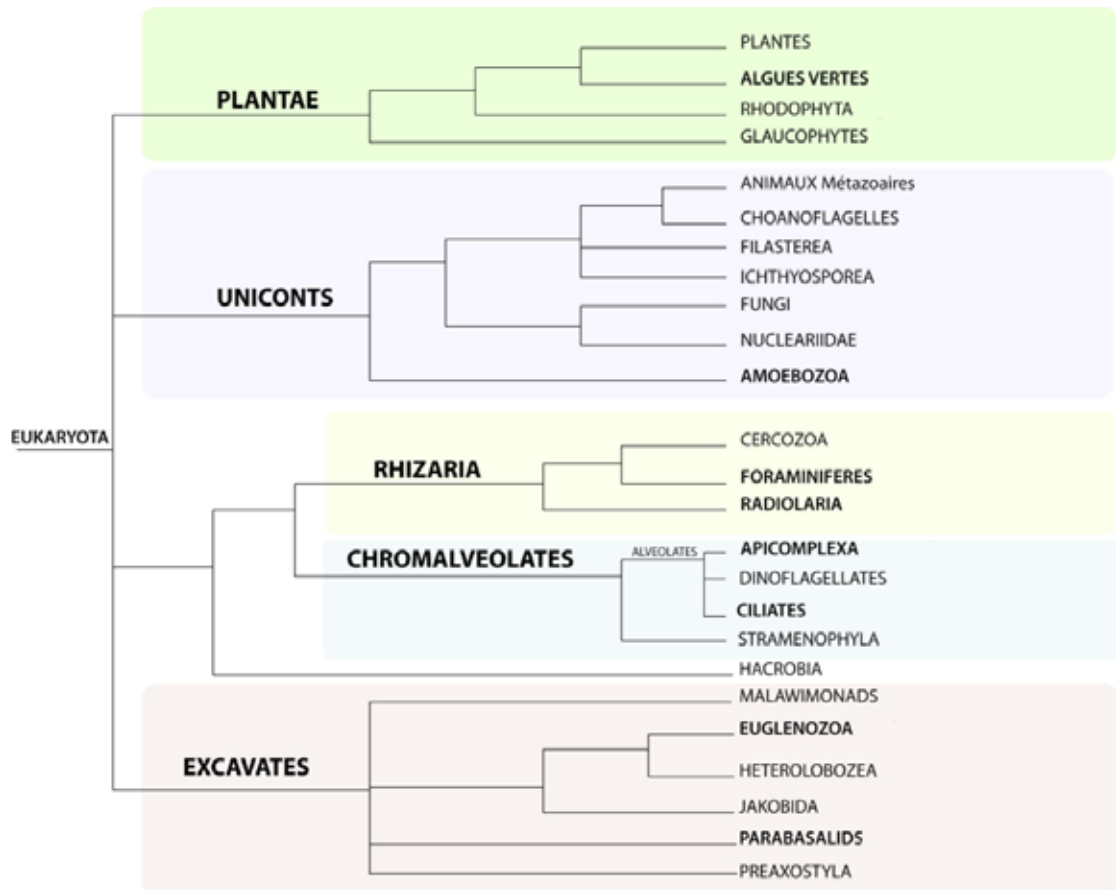 PLANTES
ALGUES VERTES
PLANTAE
RHODOPHYTA
GLAUCOPHYTES
ANIMAUX Métazoaires
CHOANOFLAGELLES
FILASTEREA
ICHTHYOSPOREA
UNICONTS
FUNGI
NUCLEARIIDAE
AMOEBOZOA
EUKARYOTA
CERCOZOA
RHIZARIA
FORAMINIFERES
RADIOLARIA
ALVEOLATES
APICOMPLEXA
CHROMALVEOLATES
DINOFLAGELLATES
CILIATES
STRAMENOPHYLA
HACROBIA
MALAWIMONADS
EUGLENOZOA
EXCAVATES
HETEROLOBOZEA
JAKOBIDA
PARABASALIDS
PREAXOSTYLA